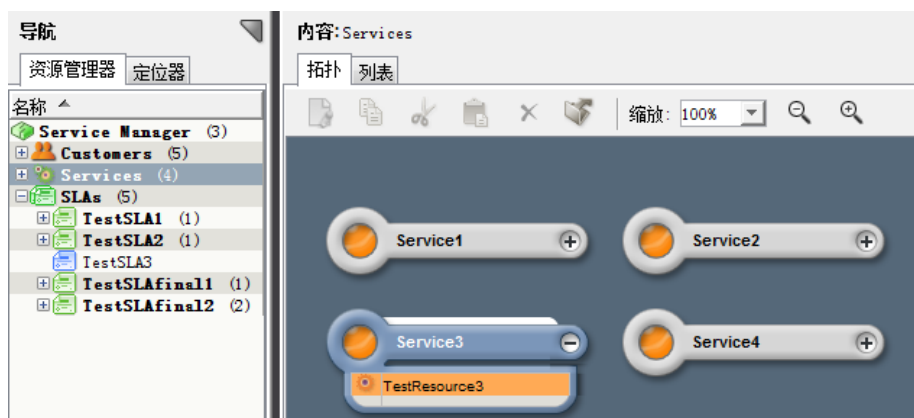 导航
资源管理器 定位器
名称
Service Manager (3)
Customers (5)
Services (4)
SLAs (5)
TestSLA1 (1)
TestSLA2 (1)
TestSLA3
TestSLAfinal1 (1)
TestSLAfinal2 (2)
内容:Services
拓扑 列表
缩放: 100%
Service1
Service2
Service3
Service4
TestResource3